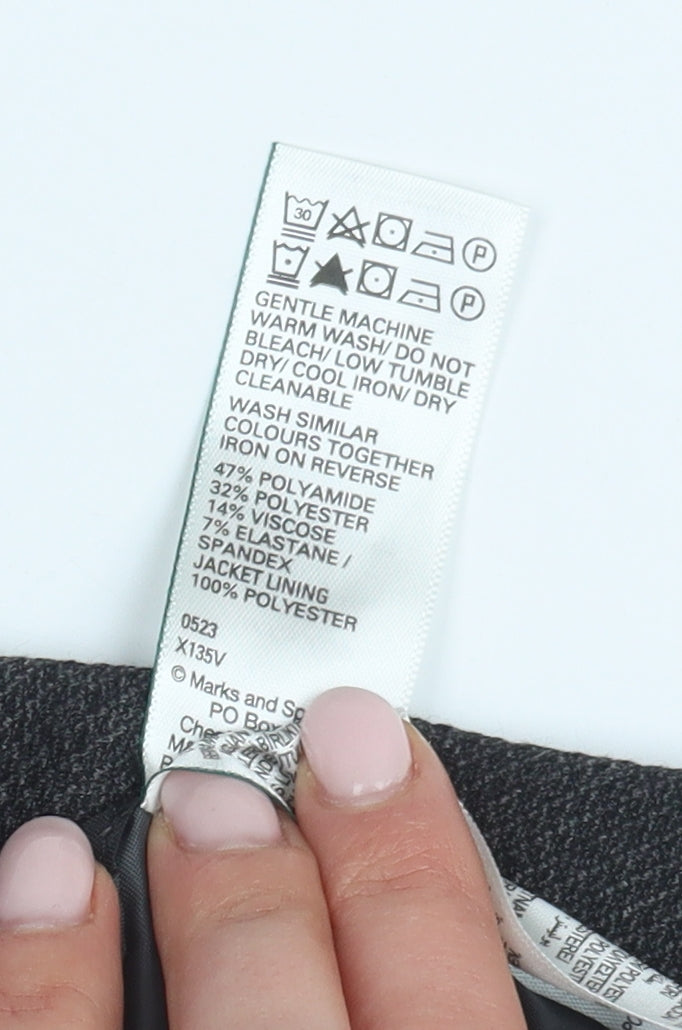 30 P
P
GENTLE MACHINE
WARM WASH/ DO NOT
BLEACH/ LOW TUMBLE
DRY/ COOL IRON/ DRY
CLEANABLE
WASH SIMILAR
COLOURS TOGETHER
IRON ON REVERSE
47% POLYAMIDE
32% POLYESTER
14% VISCOSE
7% ELASTANE /
SPANDEX
JACKET LINING
100% POLYESTER
0523
X135V
© Marks and
PO Box